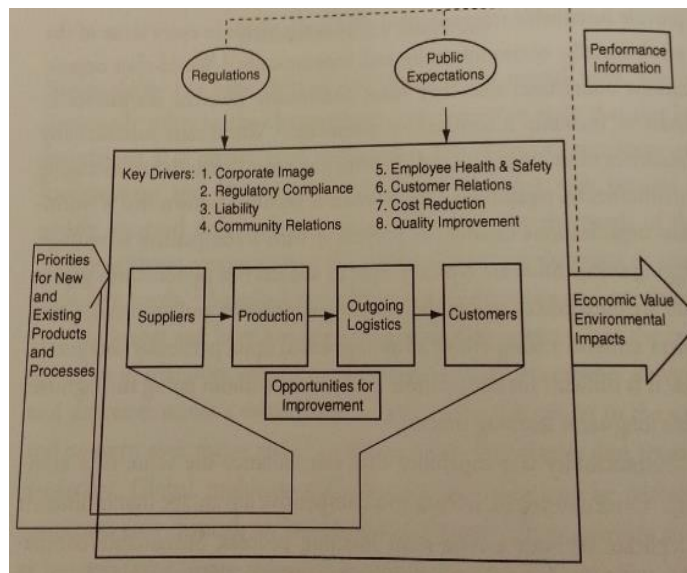 Regulations
Public
Expectations
Performance
Information
Key Drivers: 1. Corporate Image
2. Regulatory Compliance
3. Liability
4. Community Relations
5. Employee Health & Safety
6. Customer Relations
7. Cost Reduction
8. Quality Improvement
Priorities
for New
and
Existing
Products
and
Processes
Suppliers
Production
Outgoing
Logistics
Customers
Economic Value
Environmental
Impacts
Opportunities for
Improvement